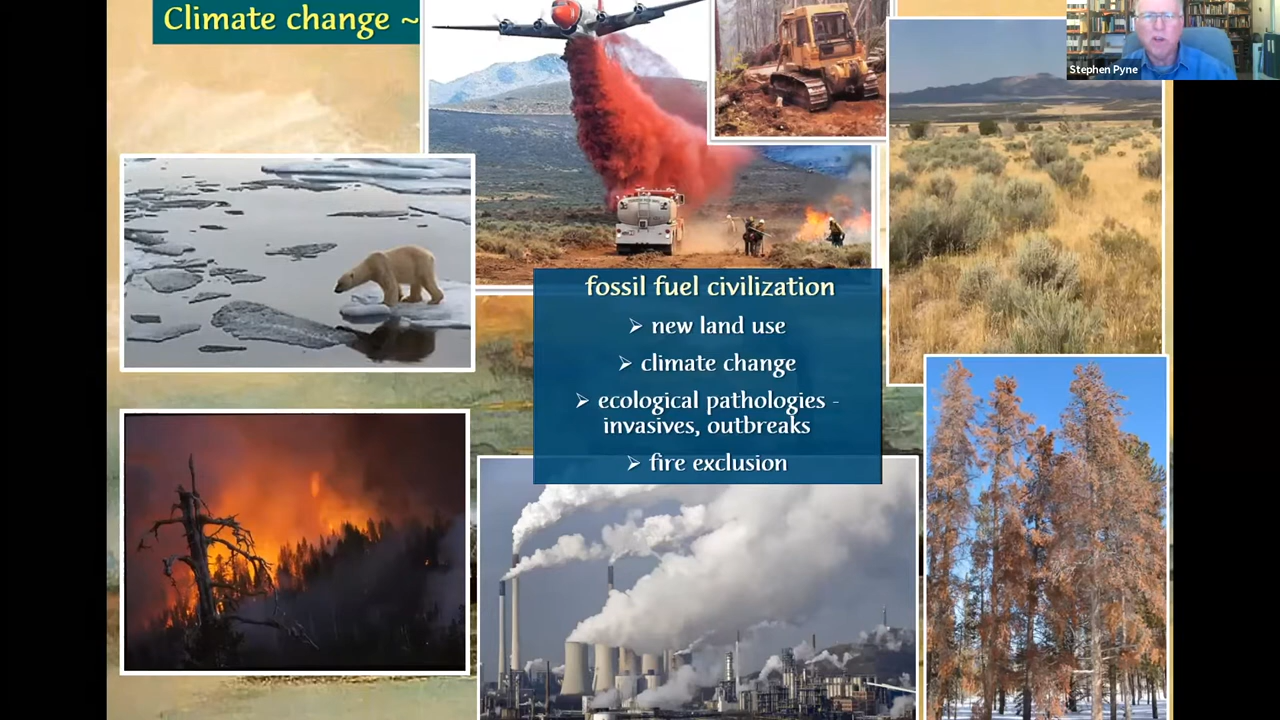 Climate change ~
Stephen Pyne
fossil fuel civilization
➢ new land use
➢ climate change
➢ ecological pathologies -
invasives, outbreaks
➢ fire exclusion